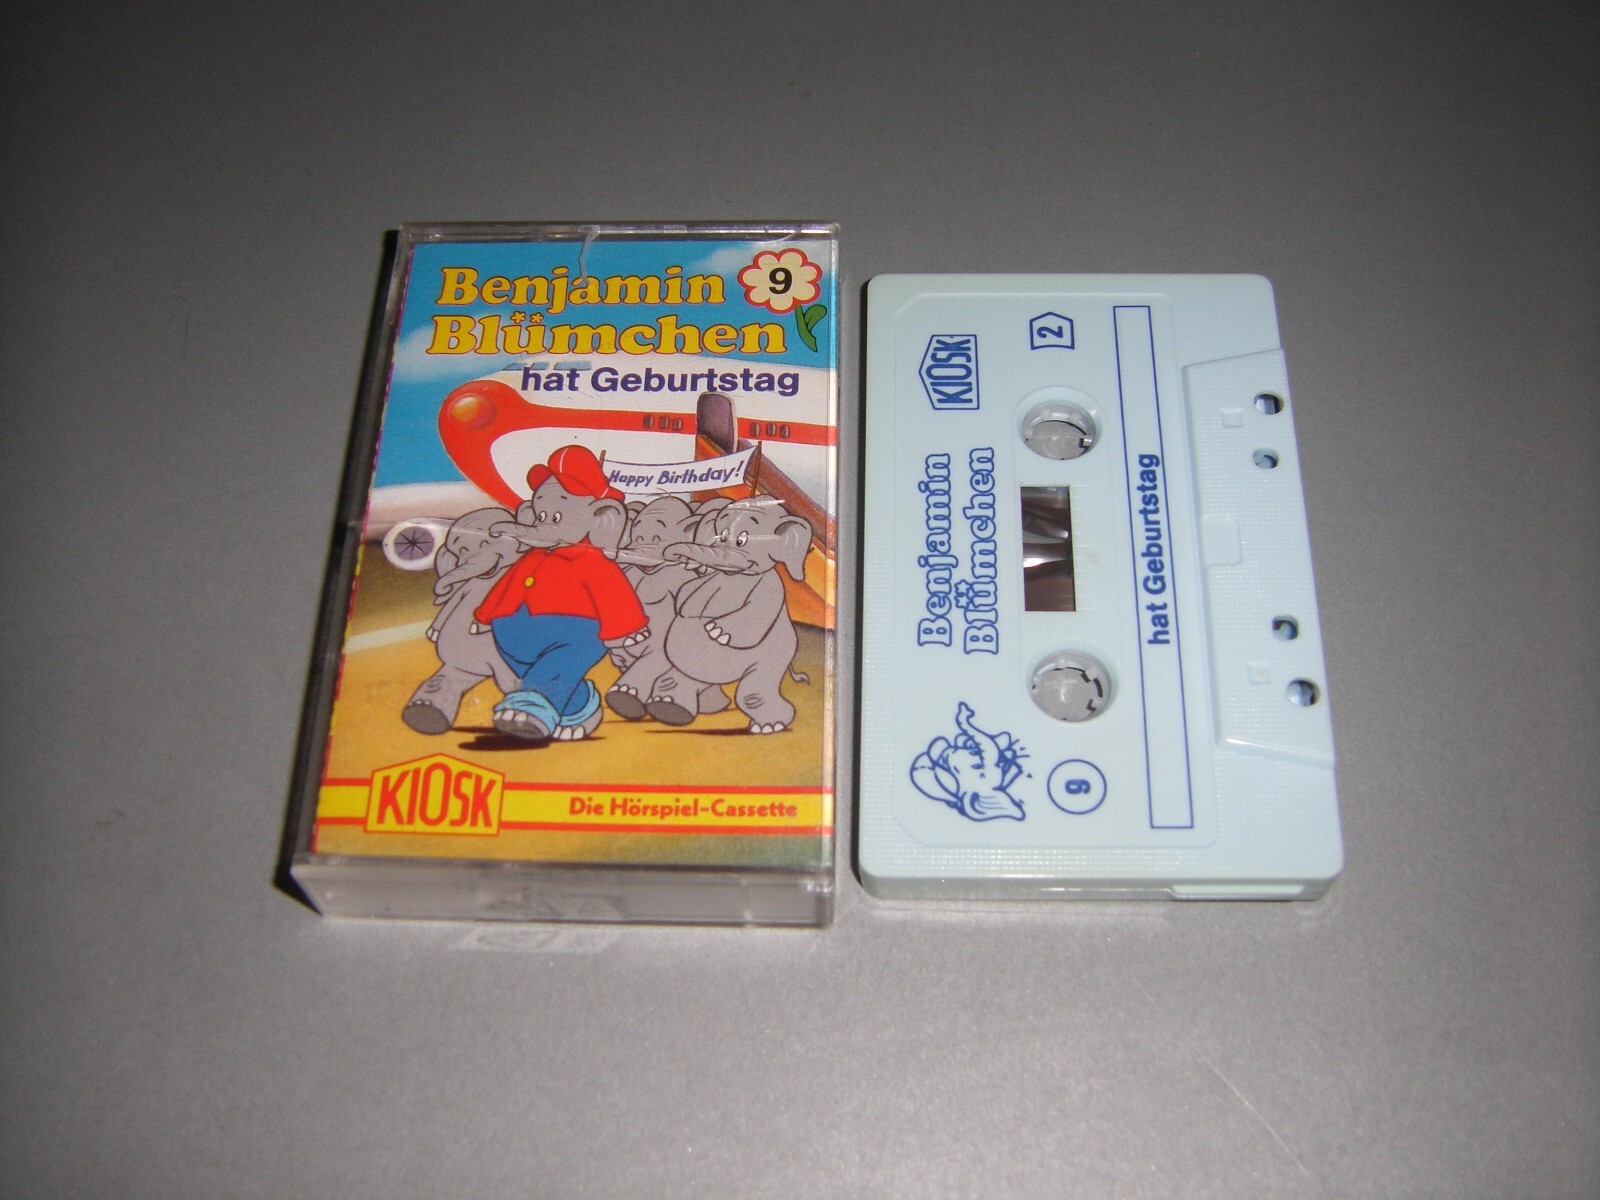 Benjamin
Blümchen
9
hat Geburtstag
Happy Birthday!
KIOSK
Die Hörspiel-Cassette
KIOSK
2
Benjamin
Blümchen
9
hat Geburtstag